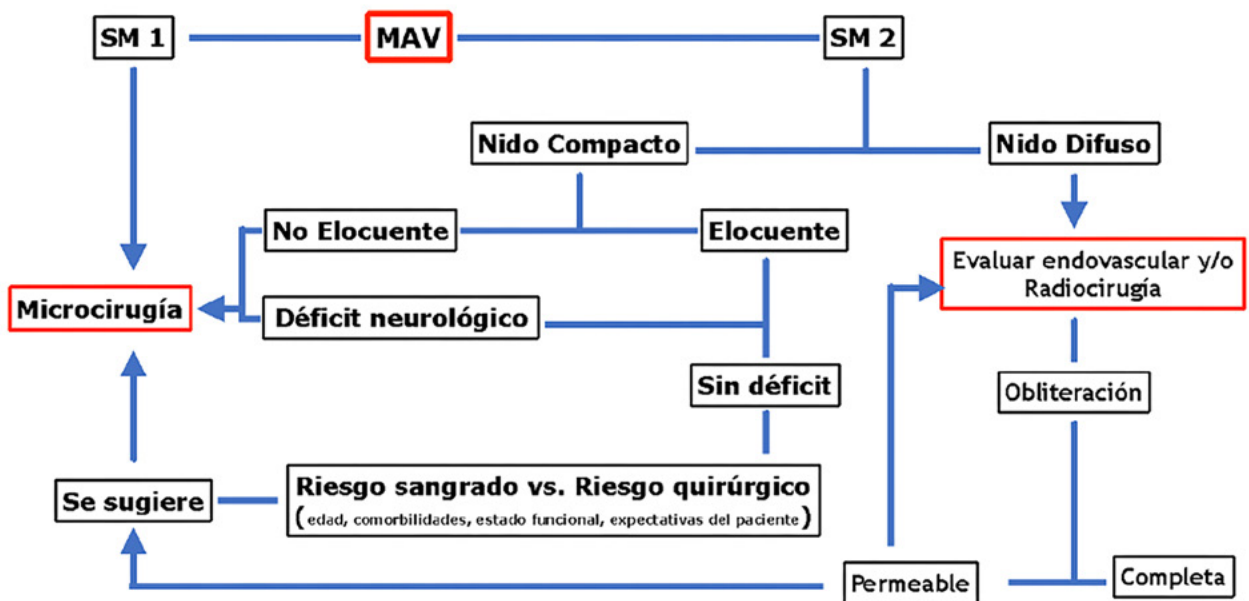 SM 1
MAV
SM 2
Nido Compacto
Nido Difuso
No Elocuente
Elocuente
Evaluar endovascular y/o
Radiocirugía
Microcirugía
Déficit neurológico
Sin déficit
Obliteración
Se sugiere
Riesgo sangrado vs. Riesgo quirúrgico
(edad, comorbilidades, estado funcional, expectativas del paciente)
Permeable
Completa